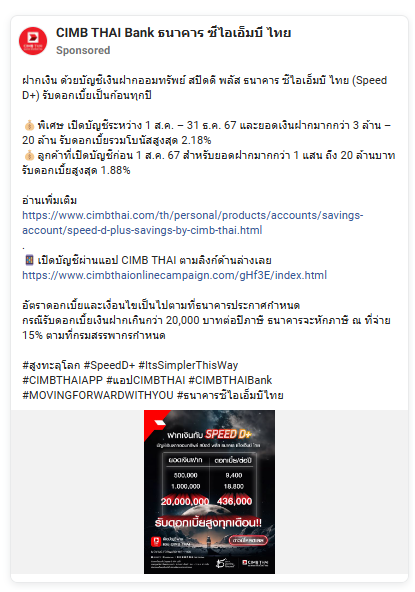 CIMB THAI Bank ธนาคาร ซีไอเอ็มบี ไทย
Sponsored
ฝากเงิน ด้วยบัญชีเงินฝากออมทรัพย์ สปีดดี พลัส ธนาคาร ซีไอเอ็มบี ไทย (Speed
D+) รับดอกเบี้ยเป็นก้อนทุกปี
💰พิเศษ เปิดบัญชีระหว่าง 1 ส.ค. – 31 ธ.ค. 67 และยอดเงินฝากมากกว่า 3 ล้าน –
20 ล้าน รับดอกเบี้ยรวมโบนัสสูงสุด 2.18%
💰ลูกค้าที่เปิดบัญชีก่อน 1 ส.ค. 67 สำหรับยอดฝากมากกว่า 1 แสน ถึง 20 ล้านบาท
รับดอกเบี้ยสูงสุด 1.88%
อ่านเพิ่มเติม
https://www.cimbthai.com/th/personal/products/accounts/savings-
account/speed-d-plus-savings-by-cimb-thai.html
.
📱 เปิดบัญชีผ่านแอป CIMB THAI ตามลิงก์ด้านล่างเลย
https://www.cimbthaionlinecampaign.com/gHf3E/index.html
อัตราดอกเบี้ยและเงื่อนไขเป็นไปตามที่ธนาคารประกาศกำหนด
กรณีรับดอกเบี้ยเงินฝากเกินกว่า 20,000 บาทต่อปีภาษี ธนาคารจะหักภาษี ณ ที่จ่าย
15% ตามที่กรมสรรพากรกำหนด
#สูงทะลุโลก #SpeedD+ #ItsSimplerThisWay
#CIMBTHAIAPP #แอปCIMBTHAI #CIMBTHAIBank
#MOVINGFORWARDWITHYOU #ธนาคารซีไอเอ็มบีไทย
ฝากเงินกับ SPEED D+
ยอดเงินฝาก ดอกเบี้ย/ต่อปี
500,000 9,400
1,000,000 18,800
20,000,000 436,000
รับดอกเบี้ยสูงทุกเดือน!!
CIMB THAI